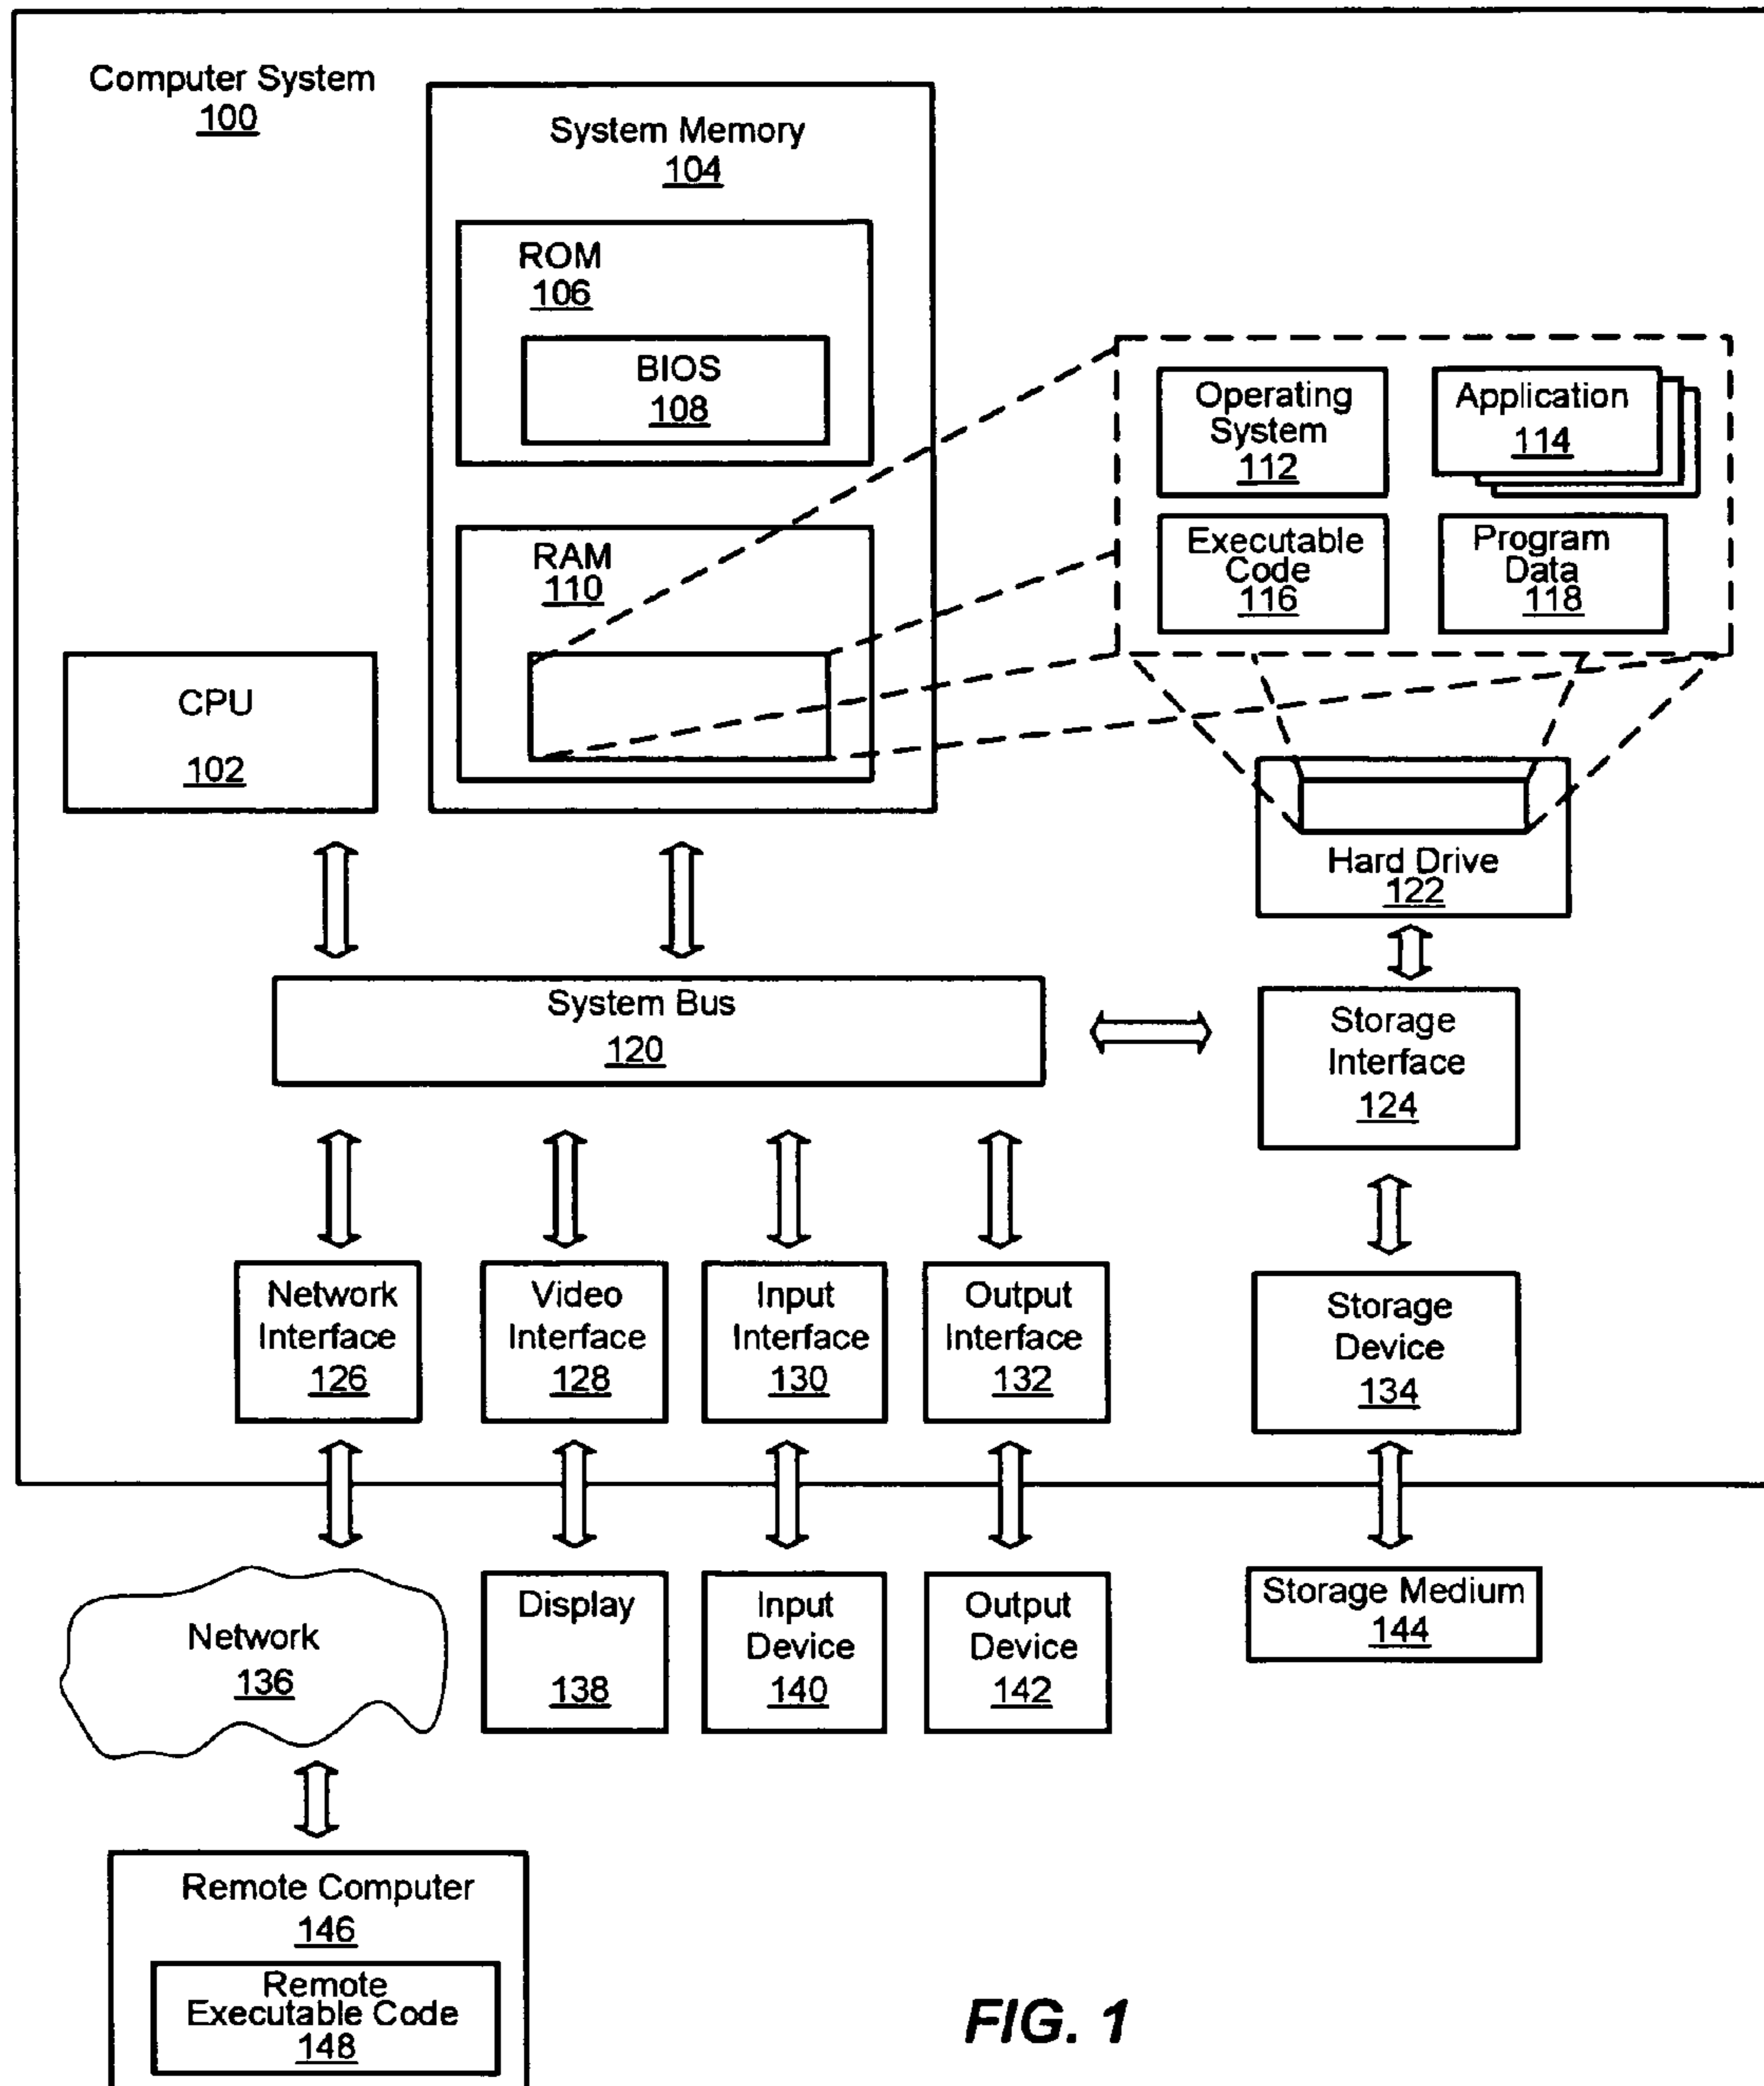 Computer System
100
System Memory
104
ROM
106
BIOS
108
RAM
110
Operating
System
112
Application
114
Executable
Code
116
Program
Data
118
CPU
102
Hard Drive
122
System Bus
120
Storage
Interface
124
Network
Interface
126
Video
Interface
128
Input
Interface
130
Output
Interface
132
Storage
Device
134
Network
136
Display
138
Input
Device
140
Output
Device
142
Storage Medium
144
Remote Computer
146
Remote
Executable Code
148
FIG. 1